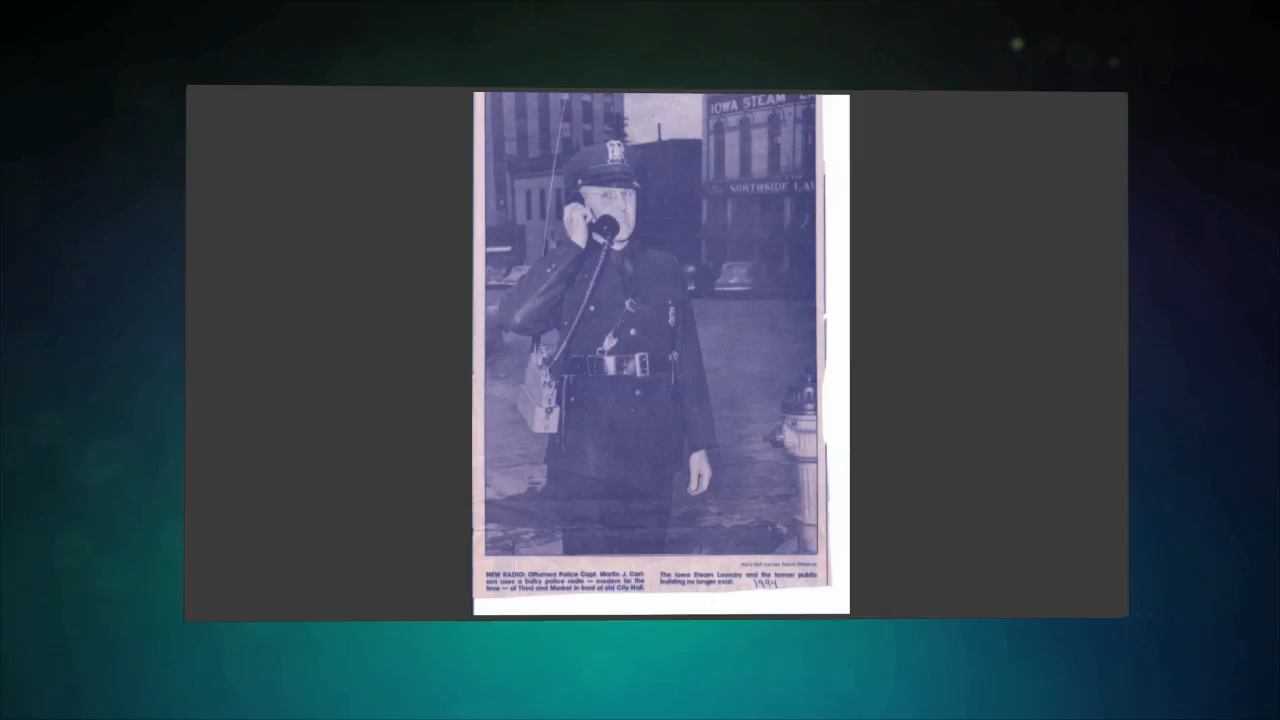 IOWA STEAM
NORTHSIDE LAU
NEW RADIO: Ottumwa Police Capt. Martin J. Carl-
son uses a bulky police radio — modern for the
time — at Third and Market in front of old City Hall.
The Iowa Steam Laundry and the former public
building no longer exist.
1994